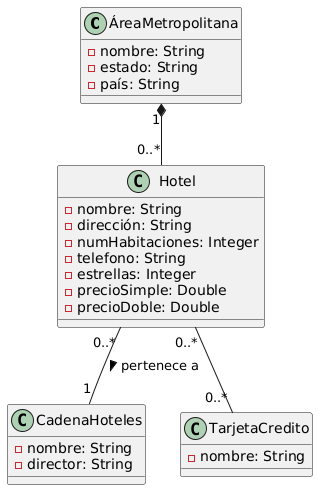 C ÁreaMetropolitana
nombre: String
estado: String
país: String
1
0..*
C Hotel
nombre: String
dirección: String
numHabitaciones: Integer
telefono: String
estrellas: Integer
precioSimple: Double
precioDoble: Double
0..* 0..*
pertenece a
1 0..*
C CadenaHoteles
nombre: String
director: String
C TarjetaCredito
nombre: String